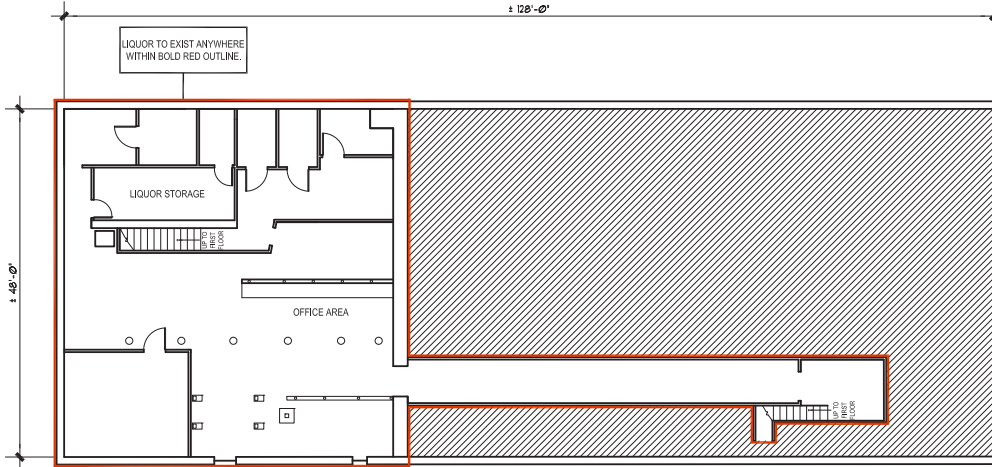 ± 128'-0"
LIQUOR TO EXIST ANYWHERE
WITHIN BOLD RED OUTLINE.
LIQUOR STORAGE
UP TO
FIRST
FLOOR
± 48'-0"
OFFICE AREA
UP TO
FIRST
FLOOR